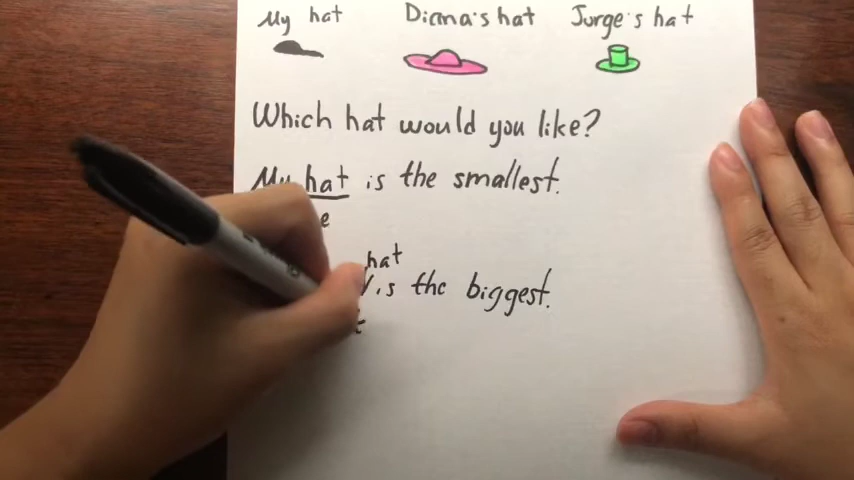 My hat Diana's hat Jorge's hat
Which hat would you like?
My hat is the smallest.
hat
is the biggest.